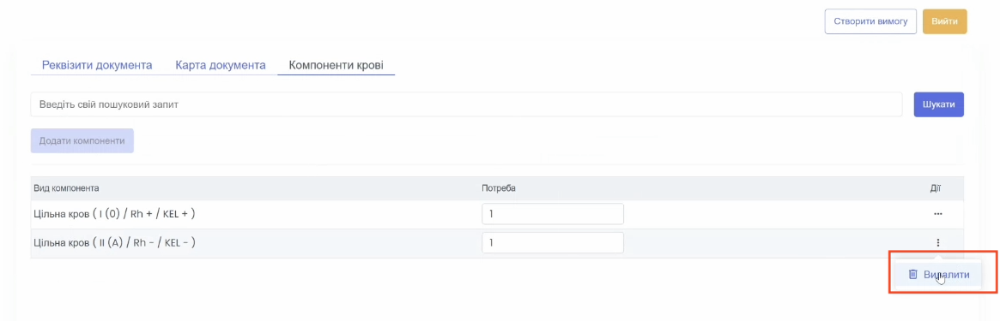 Створити вимогу Вийти
Реквізити документа Карта документа Компоненти крові
Введіть свій пошуковий запит Шукати
Додати компоненти
Вид компонента Потреба Дії
Цільна кров ( I (0) / Rh + / KEL + ) 1
Цільна кров ( II (A) / Rh - / KEL - ) 1
Видалити